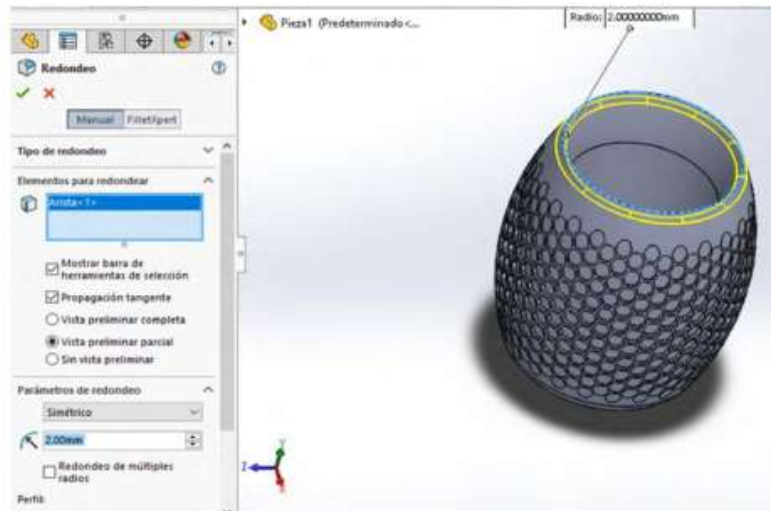 Pieza1 (Predeterminado<...
Radio: 2.00000000mm
Redondeo
Manual
FilletXpert
Tipo de redondeo
Elementos para redondear
Arista<1>
Mostrar barra de
herramientas de selección
Propagación tangente
Vista preliminar completa
Vista preliminar parcial
Sin vista preliminar
Parámetros de redondeo
Simétrico
2.00mm
Redondeo de múltiples
radios
Perfil:
Y
Z
X